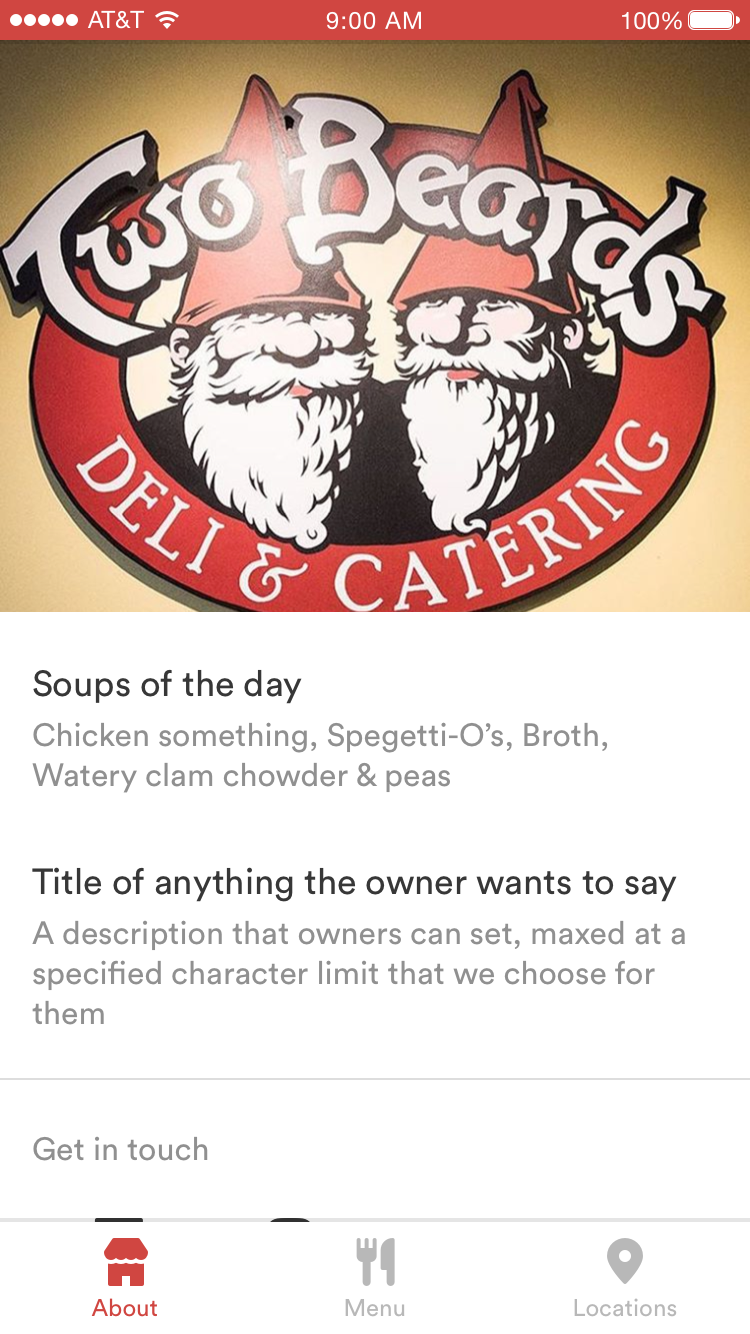 AT&T 9:00 AM 100%
Two Beards
DELI & CATERING
Soups of the day
Chicken something, Spegetti-O’s, Broth,
Watery clam chowder & peas
Title of anything the owner wants to say
A description that owners can set, maxed at a
specified character limit that we choose for
them
Get in touch
About Menu Locations